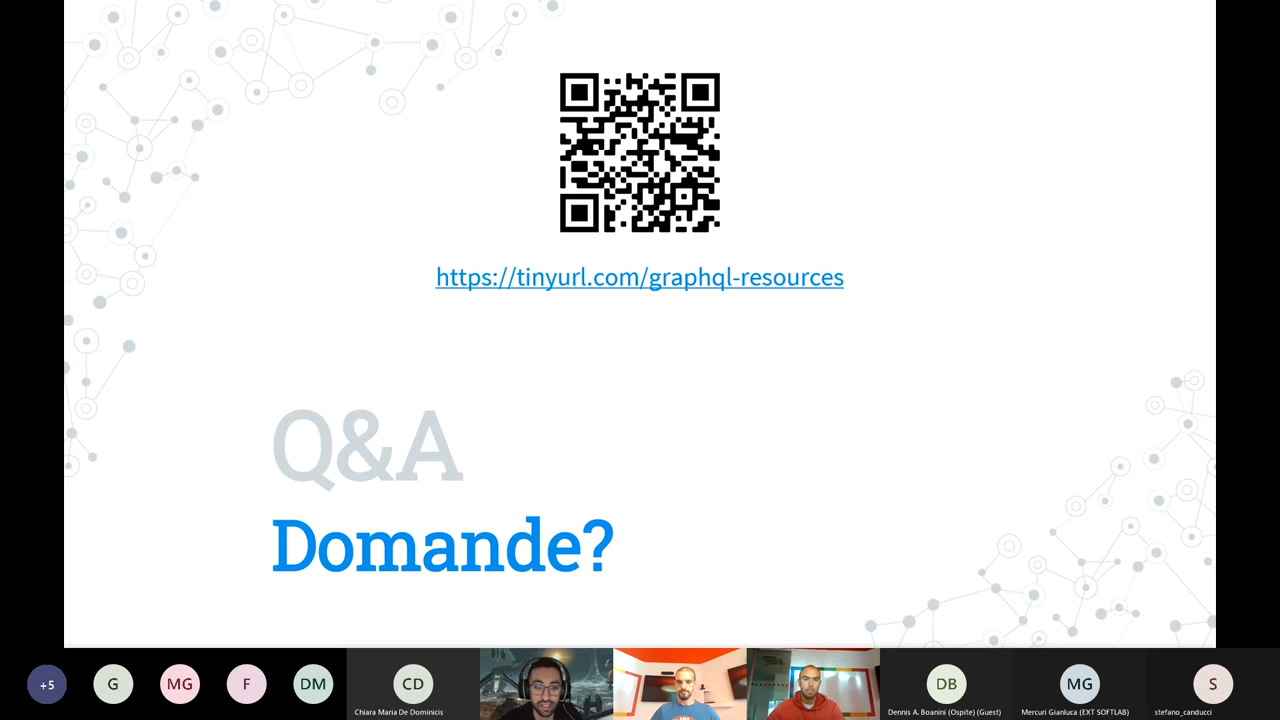 https://tinyurl.com/graphql-resources
Q&A
Domande?
+5
G
MG
F
DM
CD
Chiara Maria De Dominicis
DB
Dennis A. Boanini (Ospite) (Guest)
MG
Mercuri Gianluca (EXT SOFTLAB)
S
stefano_canducci